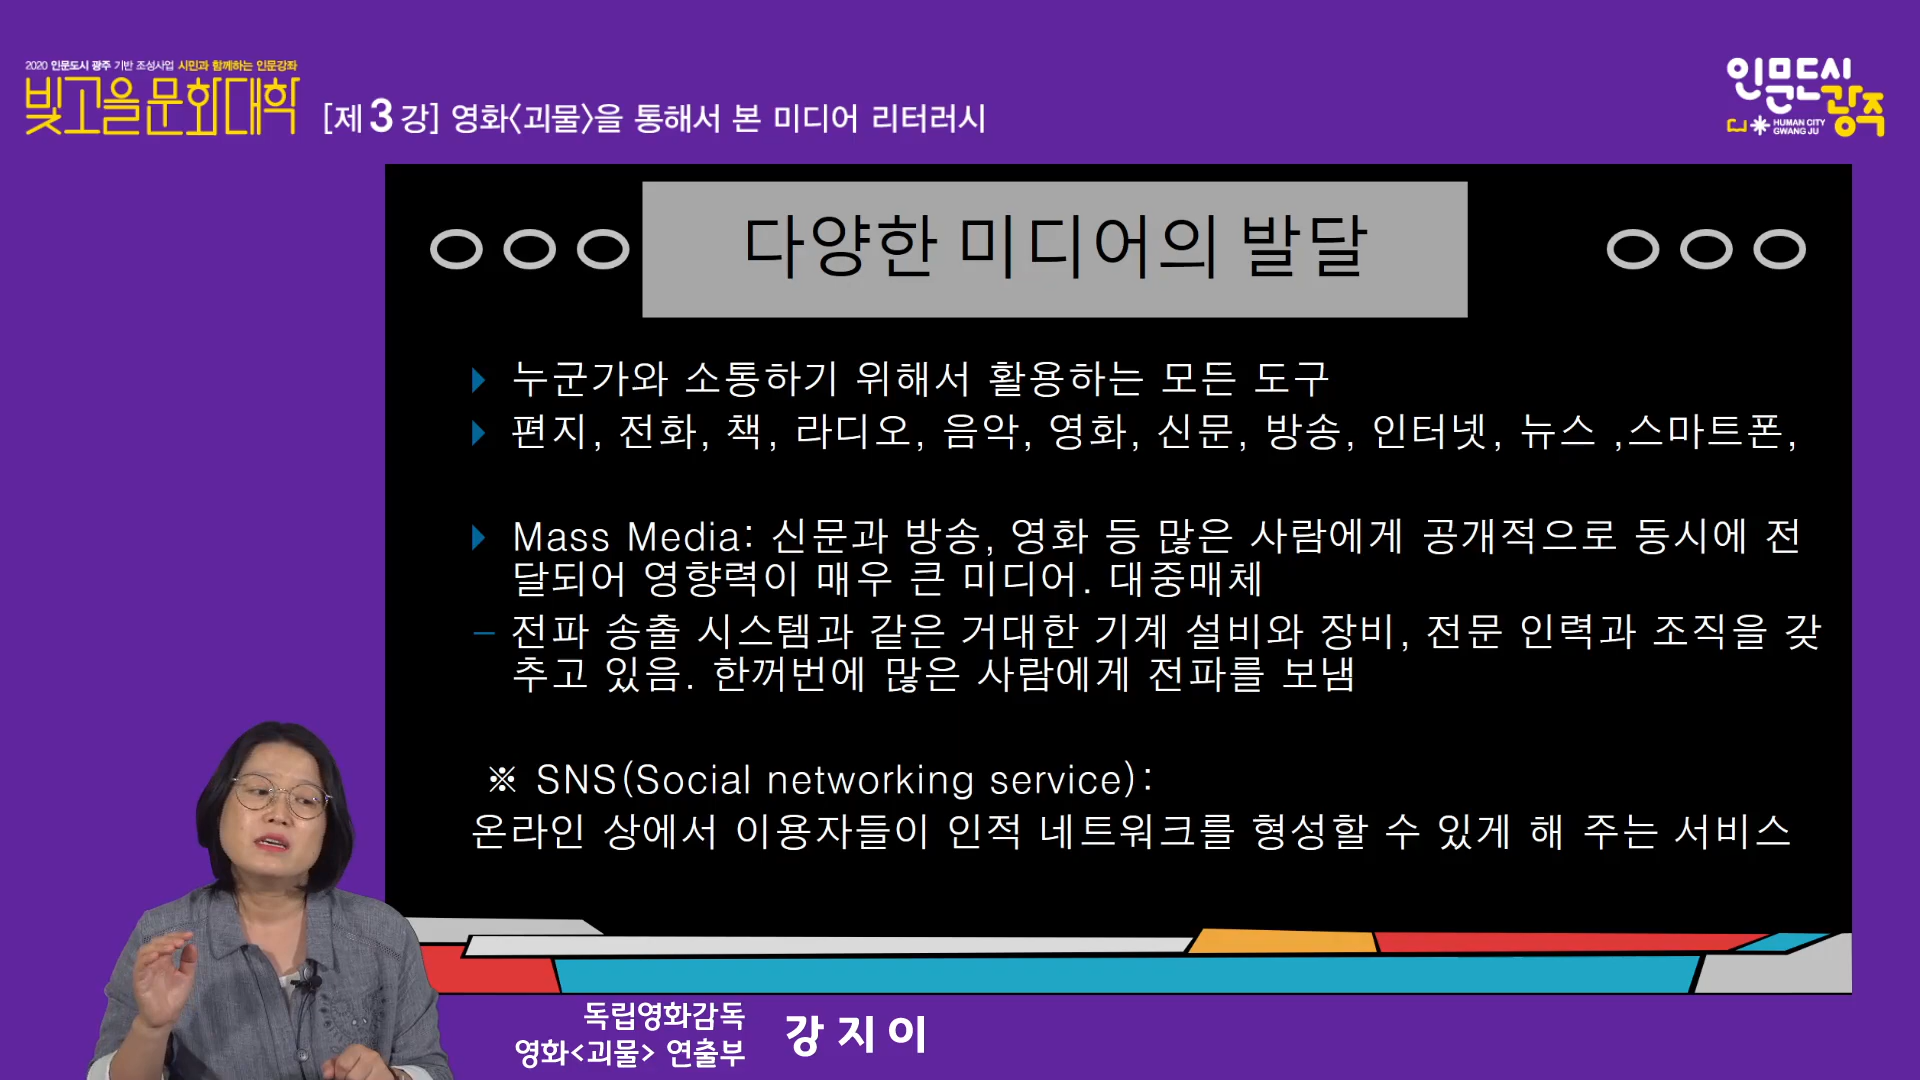 2020 인문도시 광주 기반 조성사업 시민과 함께하는 인문강좌
빛고을문화대학
[제3강] 영화<괴물>을 통해서 본 미디어 리터러시
인문도시
광주
HUMAN CITY
GWANG JU
다양한 미디어의 발달
누군가와 소통하기 위해서 활용하는 모든 도구
편지, 전화, 책, 라디오, 음악, 영화, 신문, 방송, 인터넷, 뉴스 ,스마트폰,
Mass Media: 신문과 방송, 영화 등 많은 사람에게 공개적으로 동시에 전
달되어 영향력이 매우 큰 미디어. 대중매체
– 전파 송출 시스템과 같은 거대한 기계 설비와 장비, 전문 인력과 조직을 갖
추고 있음. 한꺼번에 많은 사람에게 전파를 보냄
※ SNS(Social networking service):
온라인 상에서 이용자들이 인적 네트워크를 형성할 수 있게 해 주는 서비스
독립영화감독
영화<괴물> 연출부
강지이